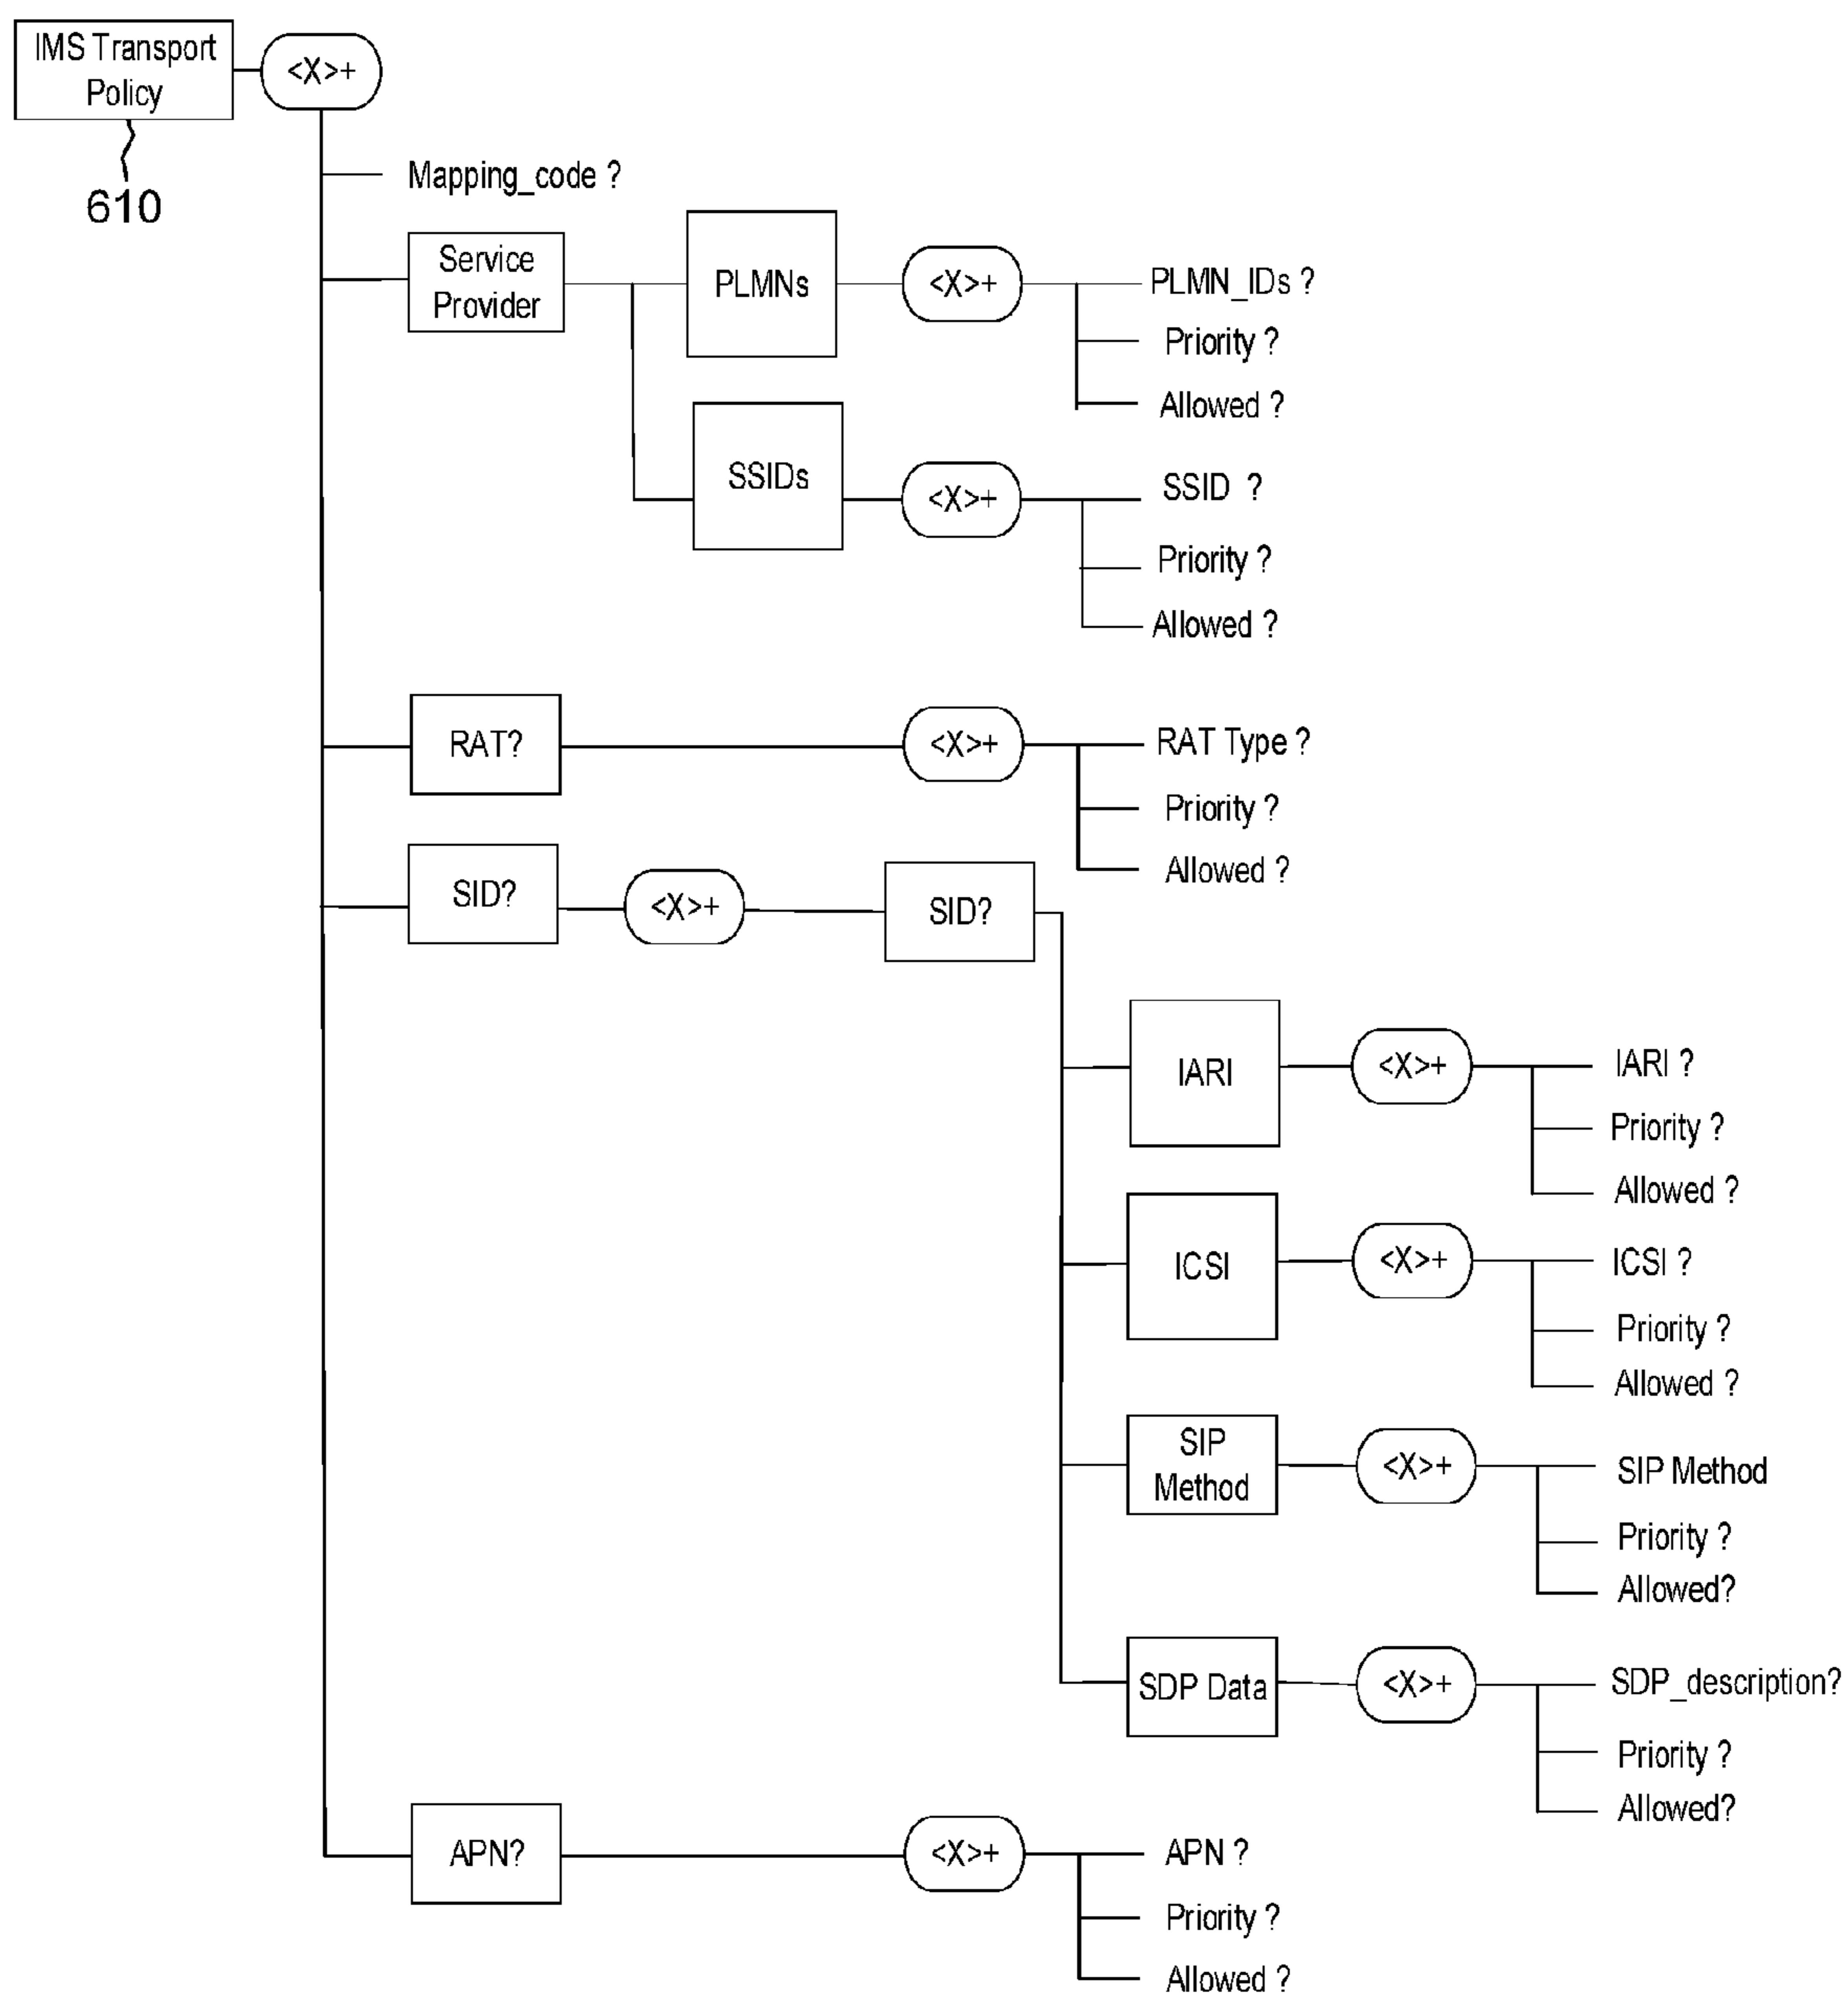 IMS Transport
Policy
<X>+
610
Mapping_code ?
Service
Provider
PLMNs
<X>+
PLMN_IDs ?
Priority ?
Allowed ?
SSIDs
<X>+
SSID ?
Priority ?
Allowed ?
RAT?
<X>+
RAT Type ?
Priority ?
Allowed ?
SID?
<X>+
SID?
IARI
<X>+
IARI ?
Priority ?
Allowed ?
ICSI
<X>+
ICSI ?
Priority ?
Allowed ?
SIP
Method
<X>+
SIP Method
Priority ?
Allowed?
SDP Data
<X>+
SDP_description?
Priority ?
Allowed?
APN?
<X>+
APN ?
Priority ?
Allowed ?